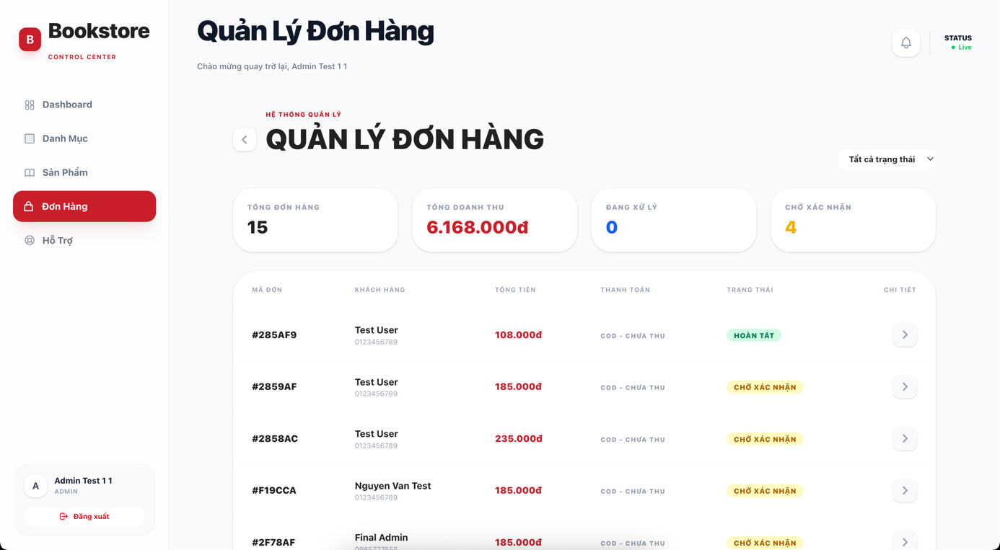 B
Bookstore
CONTROL CENTER
Dashboard
Danh Mục
Sản Phẩm
Đơn Hàng
Hỗ Trợ
A
Admin Test 1 1
ADMIN
Đăng xuất
Quản Lý Đơn Hàng
Chào mừng quay trở lại, Admin Test 1 1
STATUS
Live
HỆ THỐNG QUẢN LÝ
QUẢN LÝ ĐƠN HÀNG
Tất cả trạng thái
TỔNG ĐƠN HÀNG
15
TỔNG DOANH THU
6.168.000đ
ĐANG XỬ LÝ
0
CHỜ XÁC NHẬN
4
MÃ ĐƠN KHÁCH HÀNG TỔNG TIỀN THANH TOÁN TRẠNG THÁI CHI TIẾT
#285AF9 Test User 108.000đ COD - CHƯA THU HOÀN TẤT
0123456789
#2859AF Test User 185.000đ COD - CHƯA THU CHỜ XÁC NHẬN
0123456789
#2858AC Test User 235.000đ COD - CHƯA THU CHỜ XÁC NHẬN
0123456789
#F19CCA Nguyen Van Test 185.000đ COD - CHƯA THU CHỜ XÁC NHẬN
0123456789
#2F78AF Final Admin 185.000đ COD - CHƯA THU CHỜ XÁC NHẬN
0985777555